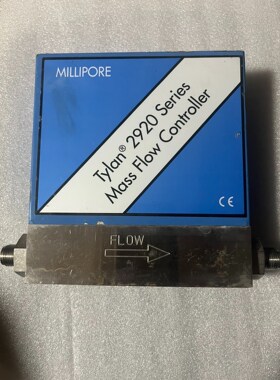 MILLIPORE
Tylan® 2920 Series
Mass Flow Controller
CE
FLOW